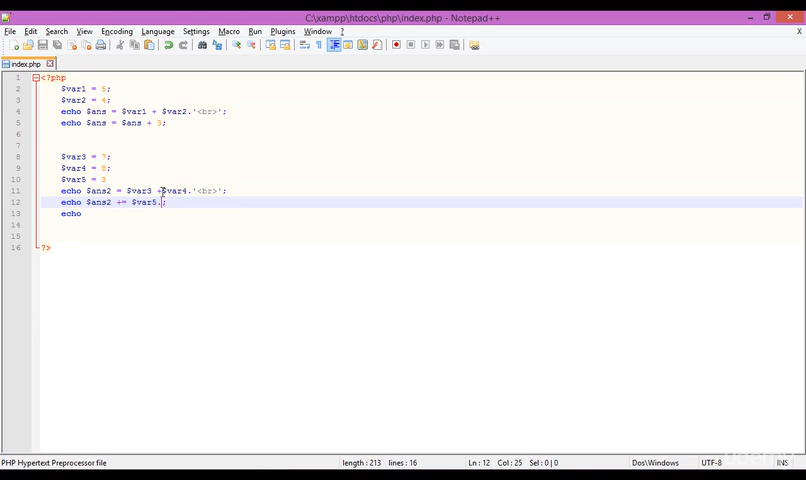 C:\xampp\htdocs\php\index.php - Notepad++
File Edit Search View Encoding Language Settings Macro Run Plugins Window ?
index.php
1 <?php
2 $var1 = 5;
3 $var2 = 4;
4 echo $ans = $var1 + $var2.'<br>';
5 echo $ans = $ans + 3;
6
7
8 $var3 = 7;
9 $var4 = 8;
10 $var5 = 3
11 echo $ans2 = $var3 +$var4.'<br>';
12 echo $ans2 += $var5.;
13 echo
14
15
16 ?>
PHP Hypertext Preprocessor file length : 213 lines : 16 Ln : 12 Col : 25 Sel : 0 | 0 Dos\Windows UTF-8 INS